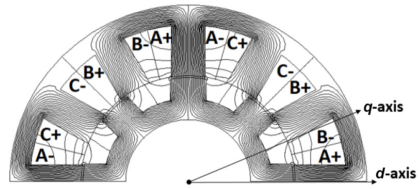 B- A+ A- C+
C- B+ C- B+
q-axis
C+ A- B- A+
d-axis